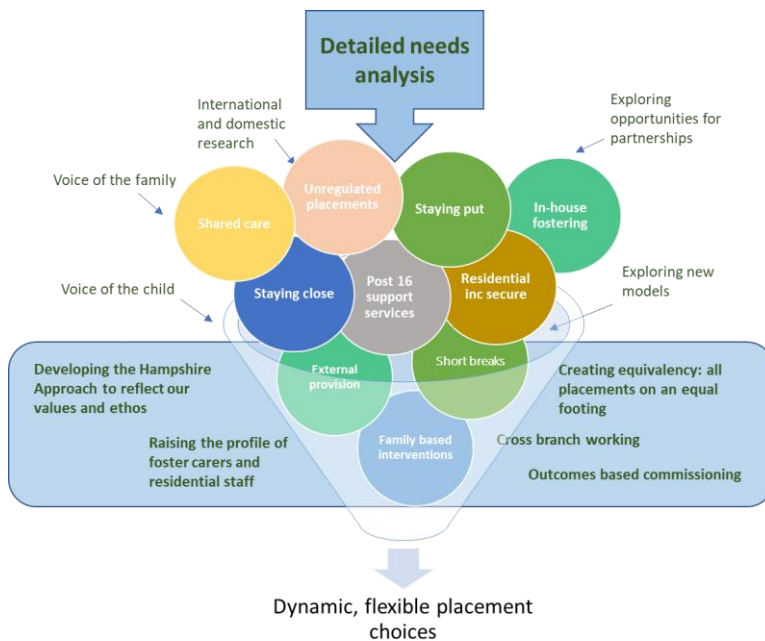 Detailed needs
analysis
International
and domestic
research
Exploring
opportunities for
partnerships
Voice of the family
Unregulated
placements
Staying put
Shared care
In-house
fostering
Voice of the child
Staying close
Post 16
support
services
Residential
inc secure
Exploring new
models
Developing the Hampshire
Approach to reflect our
values and ethos
External
provision
Short breaks
Creating equivalency: all
placements on an equal
footing
Raising the profile of
foster carers and
residential staff
Family based
interventions
Cross branch working
Outcomes based commissioning
Dynamic, flexible placement
choices